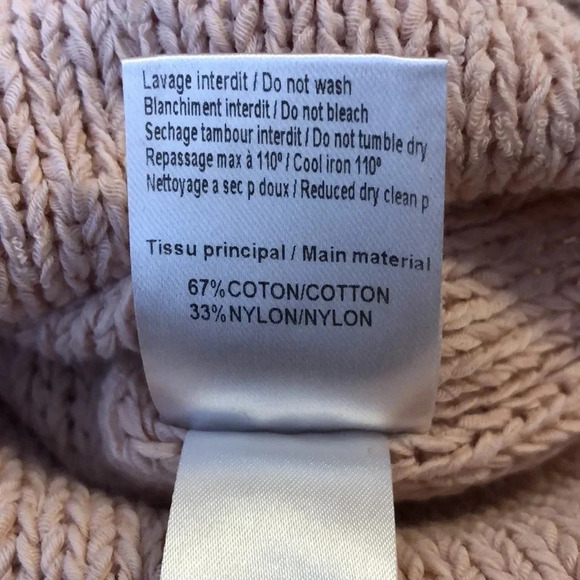 Lavage interdit / Do not wash
Blanchiment interdit / Do not bleach
Sechage tambour interdit / Do not tumble dry
Repassage max à 110º / Cool iron 110º
Nettoyage a sec p doux / Reduced dry clean p
Tissu principal / Main material
67%COTON/COTTON
33%NYLON/NYLON